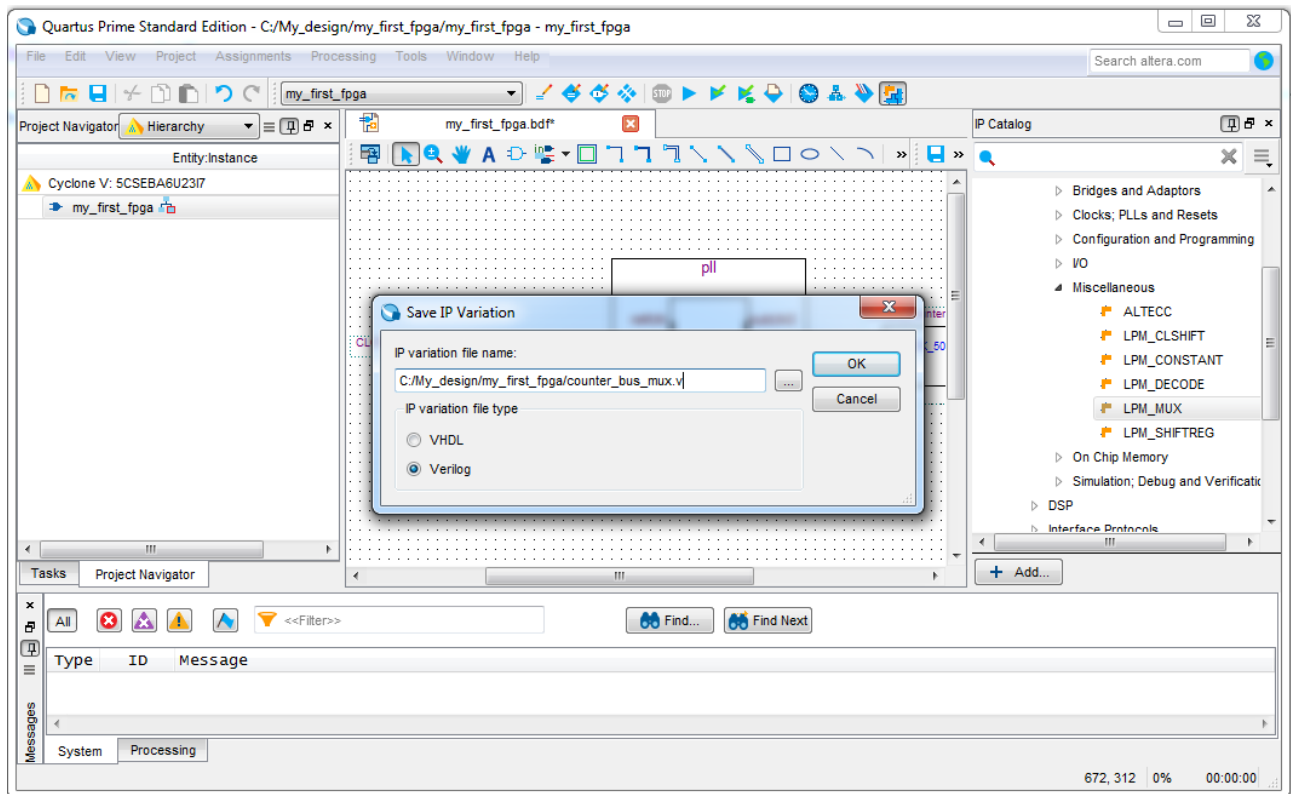 Quartus Prime Standard Edition - C:/My_design/my_first_fpga/my_first_fpga - my_first_fpga
File Edit View Project Assignments Processing Tools Window Help
Search altera.com
my_first_fpga
STOP
Project Navigator Hierarchy
my_first_fpga.bdf*
IP Catalog
Entity:Instance
Cyclone V: 5CSEBA6U23I7
my_first_fpga
pll
Save IP Variation
IP variation file name:
C:/My_design/my_first_fpga/counter_bus_mux.v
...
OK
Cancel
IP variation file type
VHDL
Verilog
Bridges and Adaptors
Clocks; PLLs and Resets
Configuration and Programming
I/O
Miscellaneous
ALTECC
LPM_CLSHIFT
LPM_CONSTANT
LPM_DECODE
LPM_MUX
LPM_SHIFTREG
On Chip Memory
Simulation; Debug and Verificatic
DSP
Interface Protocols
+ Add...
Tasks Project Navigator
All
<<Filter>>
Find... Find Next
Type ID Message
Messages
System Processing
672, 312 0% 00:00:00